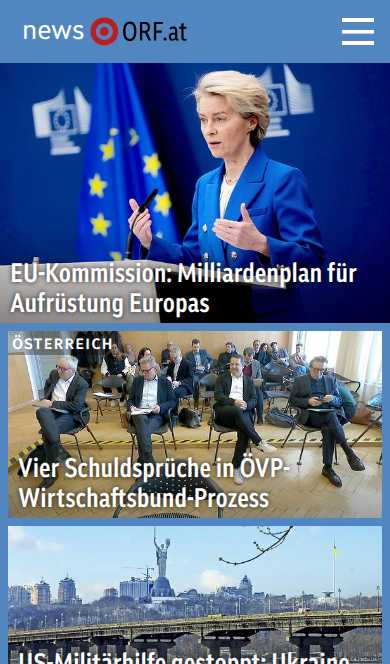 news ORF.at
EU-Kommission: Milliardenplan für
Aufrüstung Europas
ÖSTERREICH
Vier Schuldsprüche in ÖVP-
Wirtschaftsbund-Prozess
US-Militärhilfe gestoppt: Ukraine